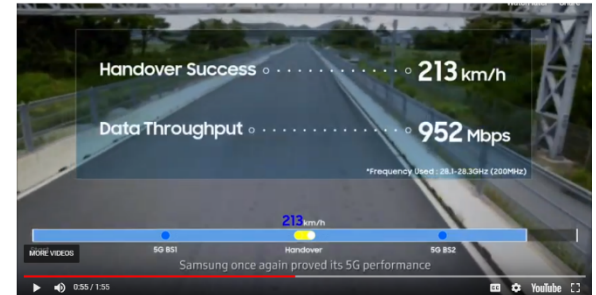 Handover Success 213 km/h
Data Throughput 952 Mbps
*Frequency Used : 28.1-28.3GHz (200MHz)
213km/h
MORE VIDEOS
5G BS1 Handover 5G BS2
Samsung once again proved its 5G performance
0:55 / 1:55
CC YouTube